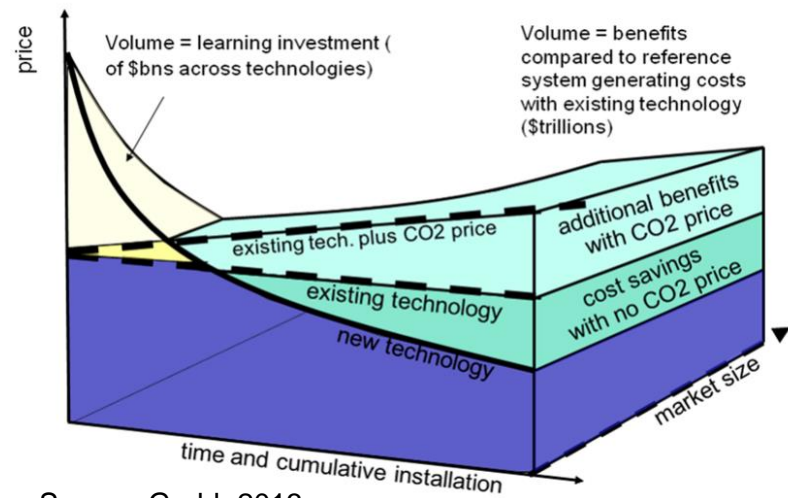 price
Volume = learning investment (
of $bns across technologies)
Volume = benefits
compared to reference
system generating costs
with existing technology
($trillions)
existing tech. plus CO2 price
additional benefits
with CO2 price
existing technology
cost savings
with no CO2 price
new technology
market size
time and cumulative installation